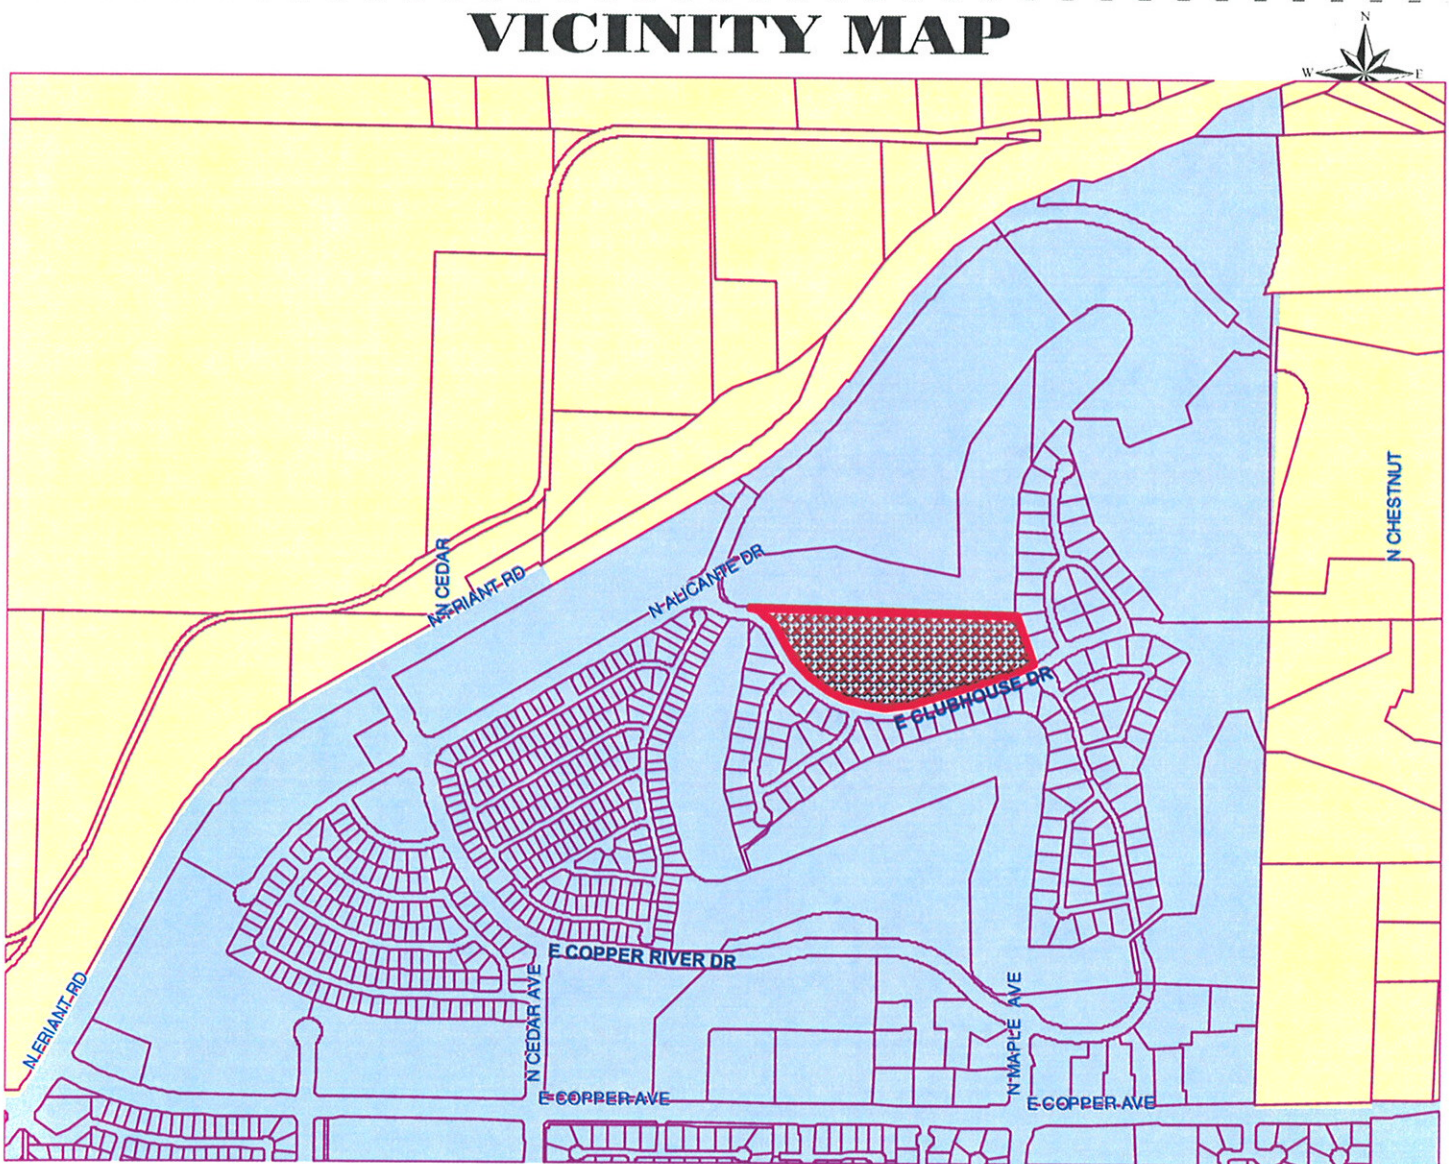 VICINITY MAP
N
W E
N CHESTNUT
N CEDAR
N FRIANT RD
N ALICANTE DR
E CLUBHOUSE DR
E COPPER RIVER DR
N FRIANT RD
N CEDAR AVE
N MAPLE AVE
E COPPER AVE
E COPPER AVE